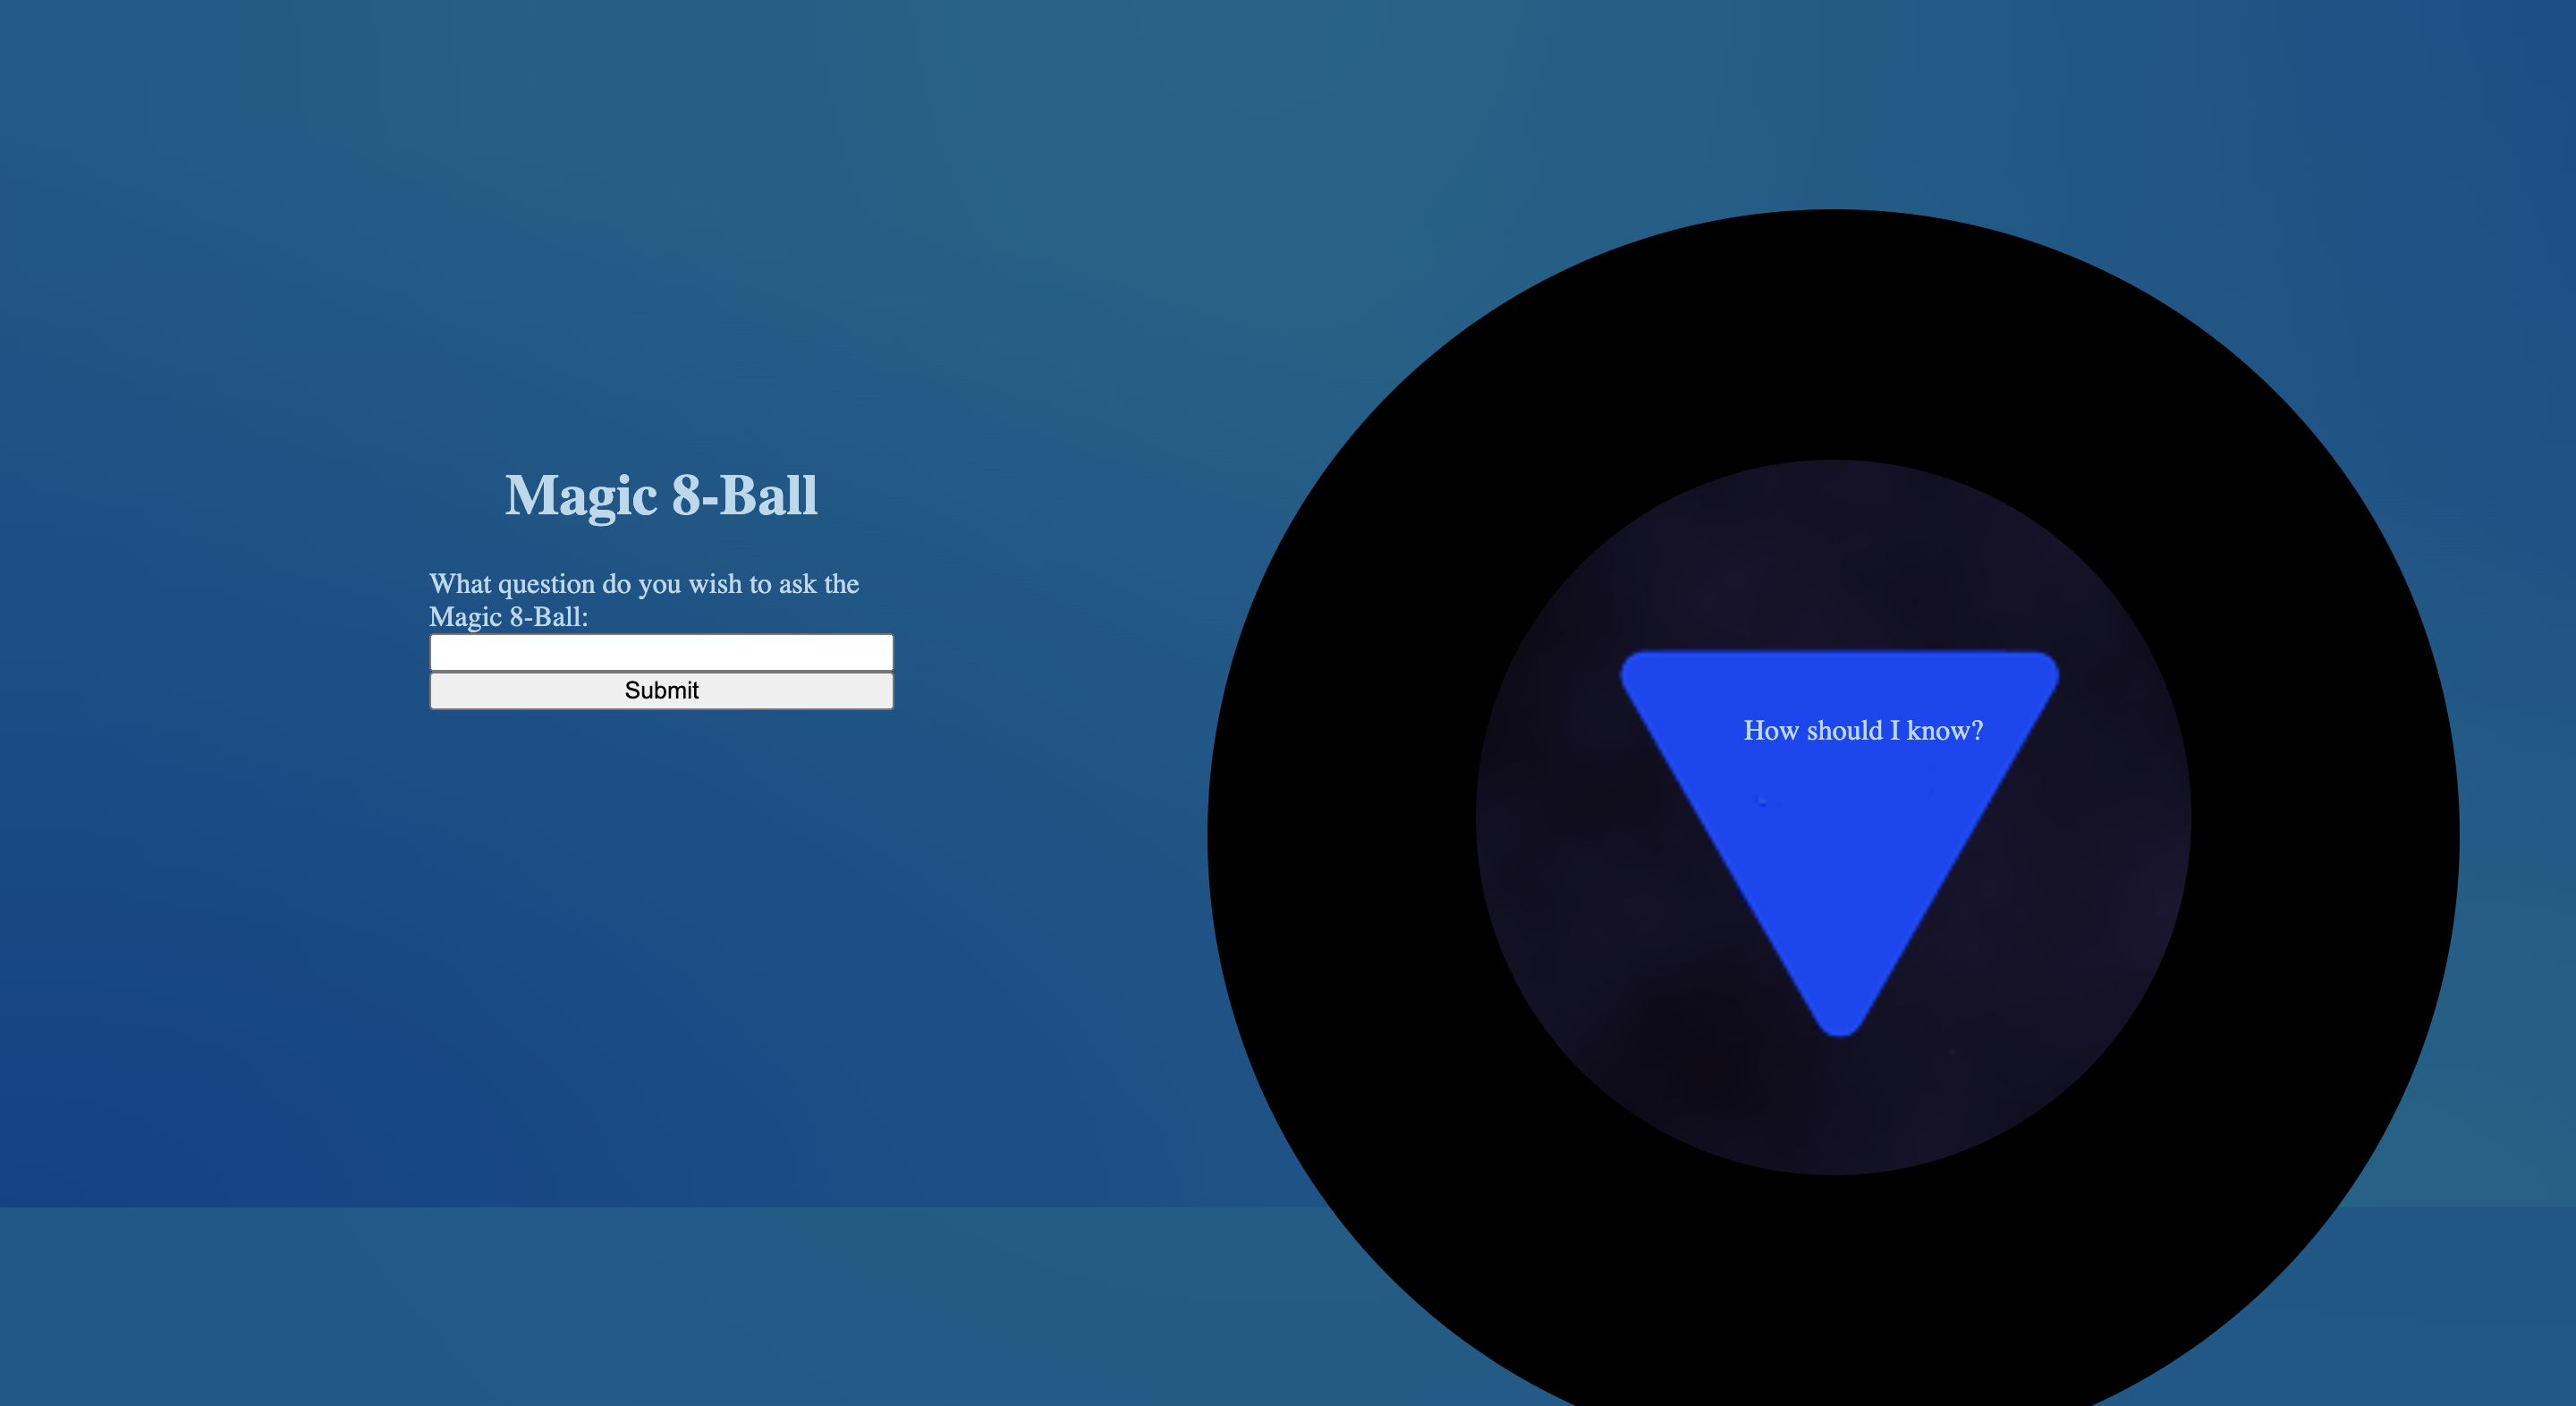 Magic 8-Ball
What question do you wish to ask the
Magic 8-Ball:
Submit
How should I know?